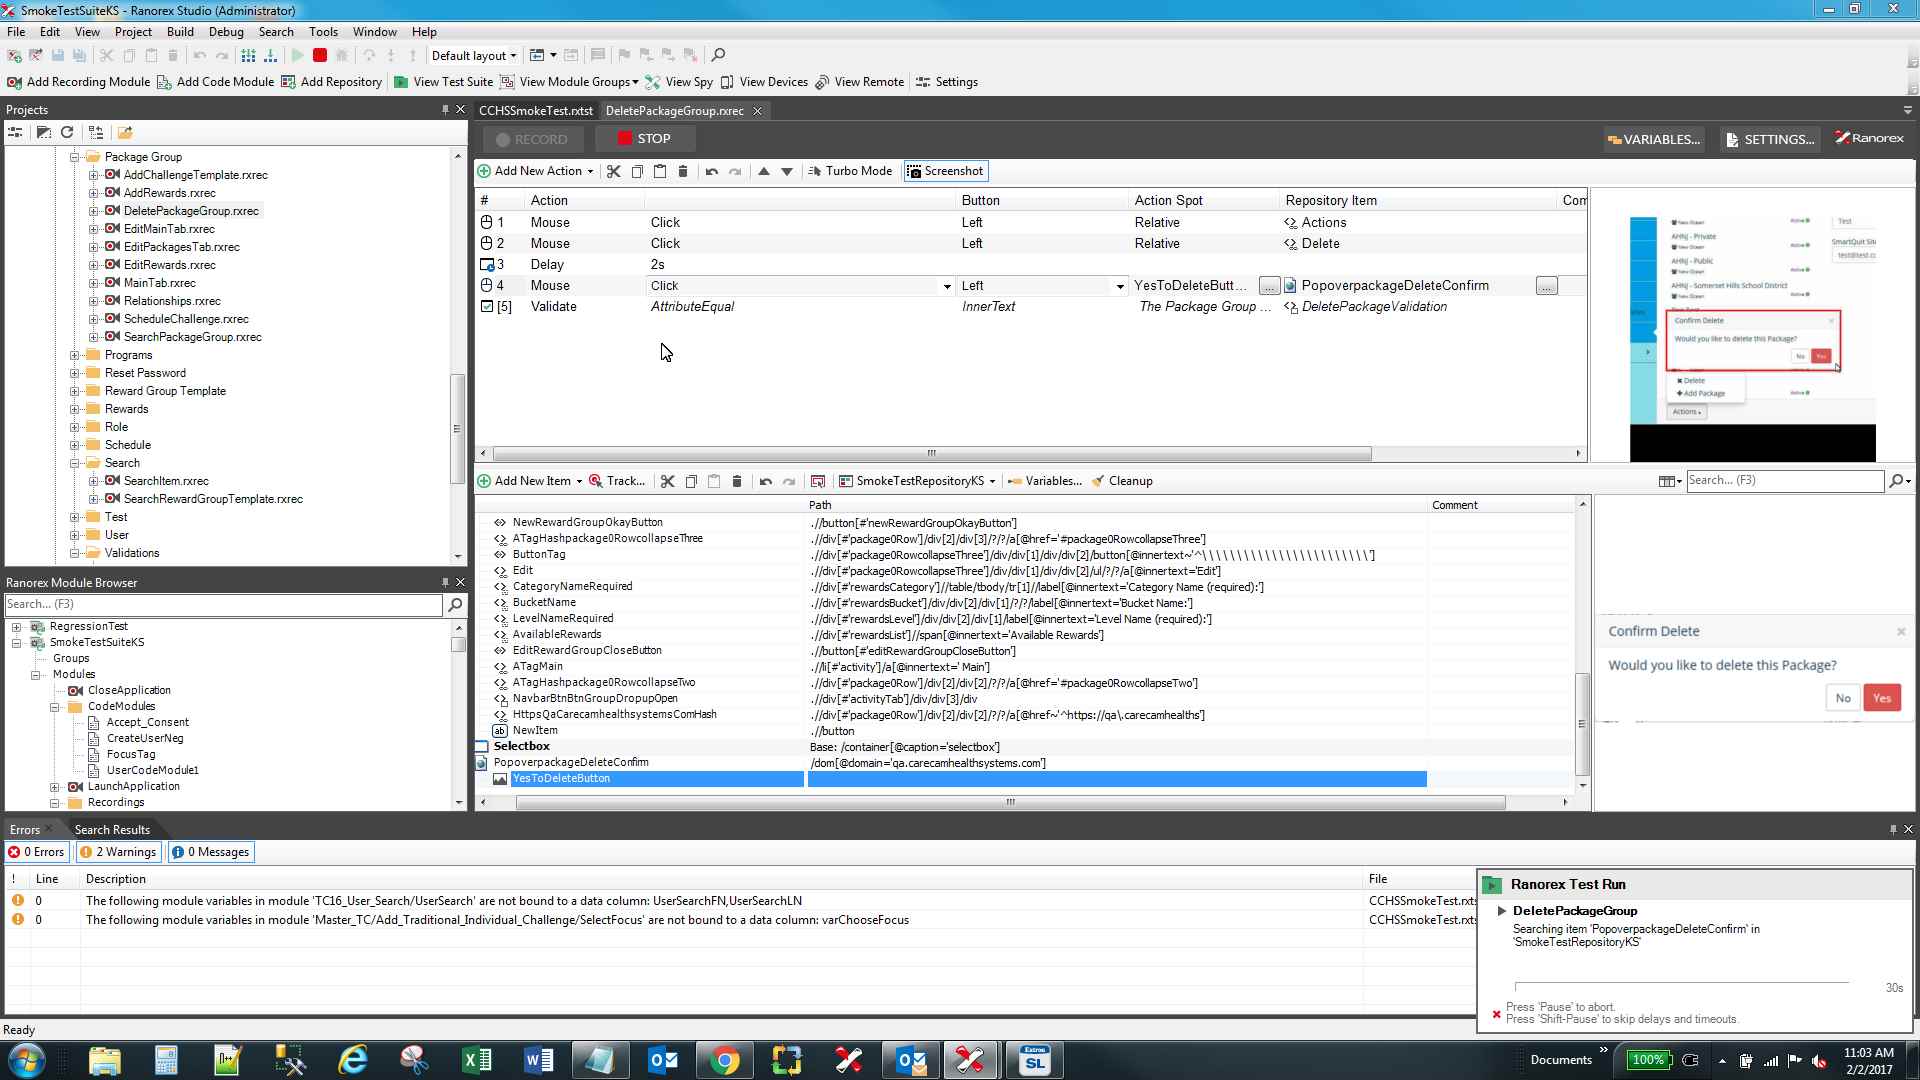 SmokeTestSuiteKS - Ranorex Studio (Administrator)
File Edit View Project Build Debug Search Tools Window Help
Default layout
Add Recording Module Add Code Module Add Repository View Test Suite View Module Groups View Spy View Devices View Remote Settings
Projects
Package Group
AddChallengeTemplate.rxrec
AddRewards.rxrec
DeletePackageGroup.rxrec
EditMainTab.rxrec
EditPackagesTab.rxrec
EditRewards.rxrec
MainTab.rxrec
Relationships.rxrec
ScheduleChallenge.rxrec
SearchPackageGroup.rxrec
Programs
Reset Password
Reward Group Template
Rewards
Role
Schedule
Search
SearchItem.rxrec
SearchRewardGroupTemplate.rxrec
Test
User
Validations
Ranorex Module Browser
Search... (F3)
RegressionTest
SmokeTestSuiteKS
Groups
Modules
CloseApplication
CodeModules
Accept_Consent
CreateUserNeg
FocusTag
UserCodeModule1
LaunchApplication
Recordings
CCHSSmokeTest.rxtst DeletePackageGroup.rxrec
RECORD STOP VARIABLES... SETTINGS... Ranorex
Add New Action Turbo Mode Screenshot
# Action Button Action Spot Repository Item Com
1 Mouse Click Left Relative Actions
2 Mouse Click Left Relative Delete
3 Delay 2s
4 Mouse Click Left YesToDeleteButt... ... PopoverpackageDeleteConfirm ...
[5] Validate AttributeEqual InnerText The Package Group ... DeletePackageValidation
AHNJ - Private
AHNJ - Public
AHNJ - Somerset Hills School District
Test
SmartQuit Sit
Confirm Delete
Would you like to delete this Package?
No Yes
Delete
Add Package
Actions
Add New Item Track... SmokeTestRepositoryKS Variables... Cleanup Search... (F3)
Path Comment
NewRewardGroupOkayButton .//button[#'newRewardGroupOkayButton']
ATagHashpackage0RowcollapseThree .//div[#'package0Row']/div[2]/div[3]/?/?/a[@href='#package0RowcollapseThree']
ButtonTag .//div[#'package0RowcollapseThree']/div/div[1]/div/div[2]/button[@innertext~'^\ \ \ \ \ \ \ \ \ \ \ \ \ \ \ \ \ \ \ \ \ \ \ \ ']
Edit .//div[#'package0RowcollapseThree']/div/div[1]/div/div[2]/ul/?/?/a[@innertext='Edit']
CategoryNameRequired .//div[#'rewardsCategory']//table/tbody/tr[1]//label[@innertext='Category Name (required):']
BucketName .//div[#'rewardsBucket']/div/div[2]/div[1]/?/?/label[@innertext='Bucket Name:']
LevelNameRequired .//div[#'rewardsLevel']/div/div[2]/div[1]/label[@innertext='Level Name (required):']
AvailableRewards .//div[#'rewardsList']//span[@innertext='Available Rewards']
EditRewardGroupCloseButton .//button[#'editRewardGroupCloseButton']
ATagMain .//li[#'activity']/a[@innertext=' Main']
ATagHashpackage0RowcollapseTwo .//div[#'package0Row']/div[2]/div[2]/?/?/a[@href='#package0RowcollapseTwo']
NavbarBtnBtnGroupDropupOpen .//div[#'activityTab']/div/div[3]/div
HttpsQaCarecamhealthsystemsComHash .//div[#'package0Row']/div[2]/div[2]/?/?/a[@href~'^https://qa\.carecamhealths']
NewItem .//button
Selectbox Base: /container[@caption='selectbox']
PopoverpackageDeleteConfirm /dom[@domain='qa.carecamhealthsystems.com']
YesToDeleteButton
Confirm Delete
Would you like to delete this Package?
No Yes
Errors Search Results
0 Errors 2 Warnings 0 Messages
! Line Description File
0 The following module variables in module 'TC16_User_Search/UserSearch' are not bound to a data column: UserSearchFN,UserSearchLN CCHSSmokeTest.rxts
0 The following module variables in module 'Master_TC/Add_Traditional_Individual_Challenge/SelectFocus' are not bound to a data column: varChooseFocus CCHSSmokeTest.rxts
Ranorex Test Run
DeletePackageGroup
Searching item 'PopoverpackageDeleteConfirm' in
'SmokeTestRepositoryKS'
30s
Press 'Pause' to abort.
Press 'Shift-Pause' to skip delays and timeouts.
Ready
Extron
SL
Documents
100%
11:03 AM
2/2/2017